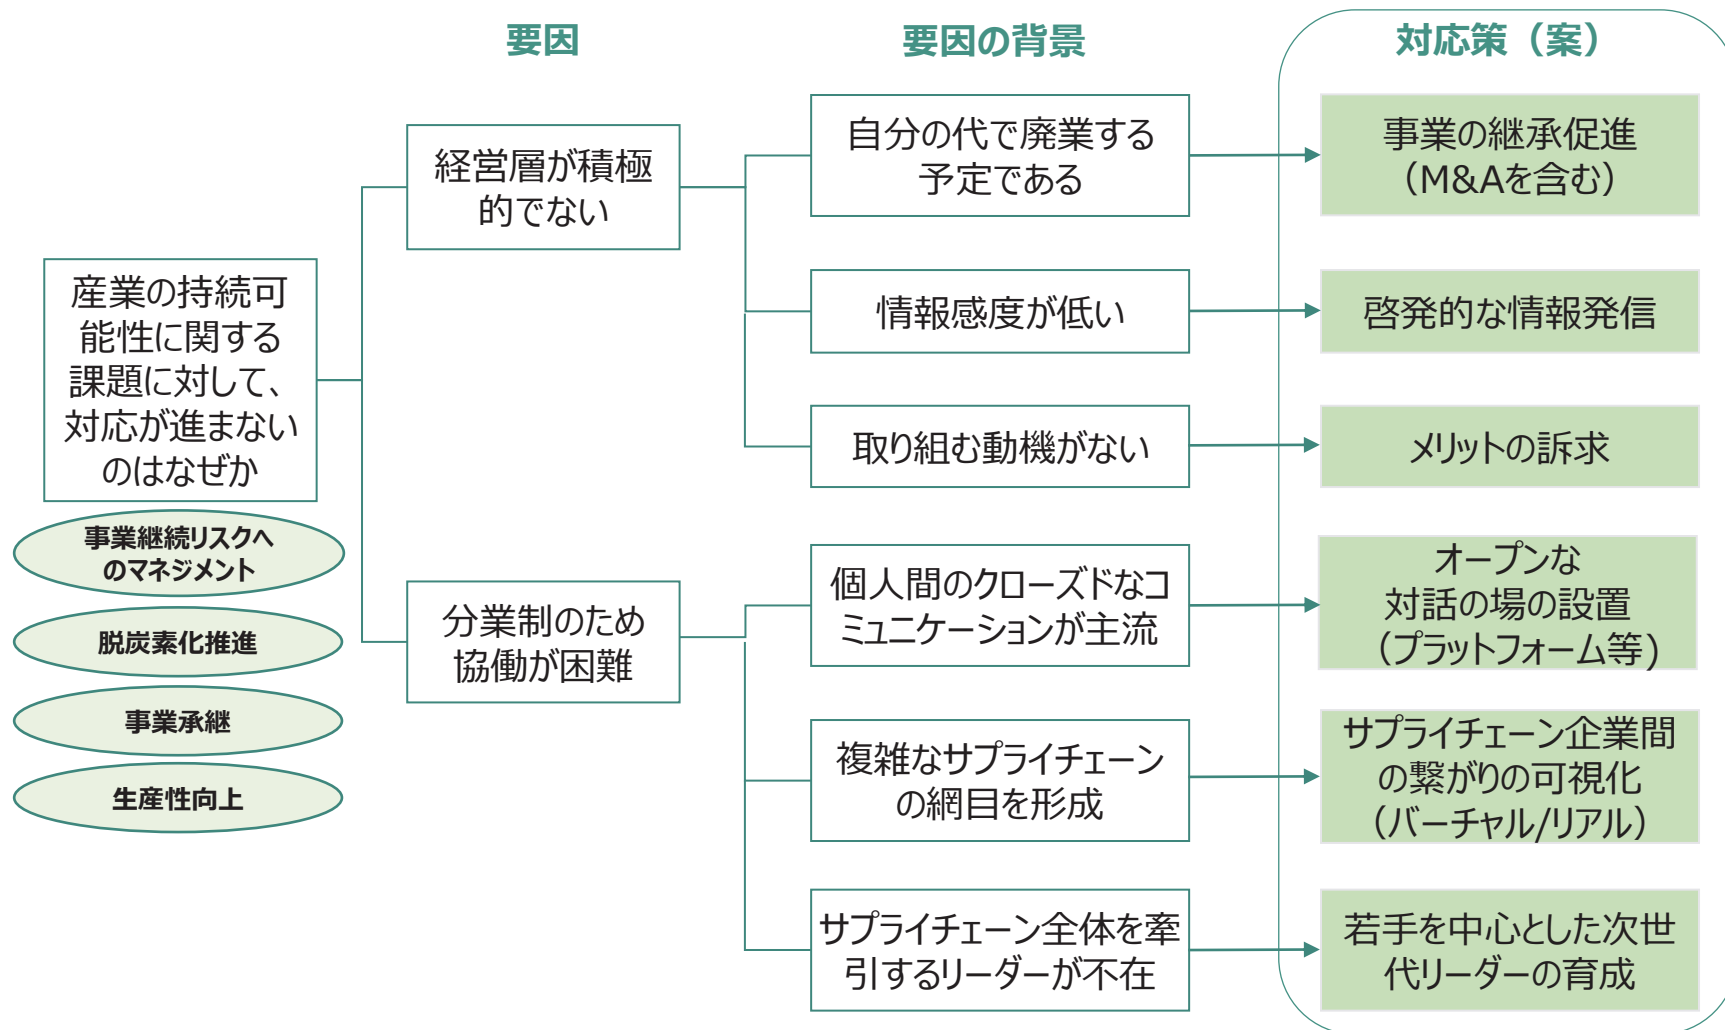 要因
要因の背景
対応策（案）
産業の持続可
能性に関する
課題に対して、
対応が進まない
のはなぜか
事業継続リスクへ
のマネジメント
脱炭素化推進
事業承継
生産性向上
経営層が積極
的でない
自分の代で廃業する
予定である
事業の継承促進
（M&Aを含む）
情報感度が低い
啓発的な情報発信
取り組む動機がない
メリットの訴求
分業制のため
協働が困難
個人間のクローズドなコ
ミュニケーションが主流
オープンな
対話の場の設置
（プラットフォーム等)
複雑なサプライチェーン
の網目を形成
サプライチェーン企業間
の繋がりの可視化
（バーチャル/リアル）
サプライチェーン全体を牽
引するリーダーが不在
若手を中心とした次世
代リーダーの育成